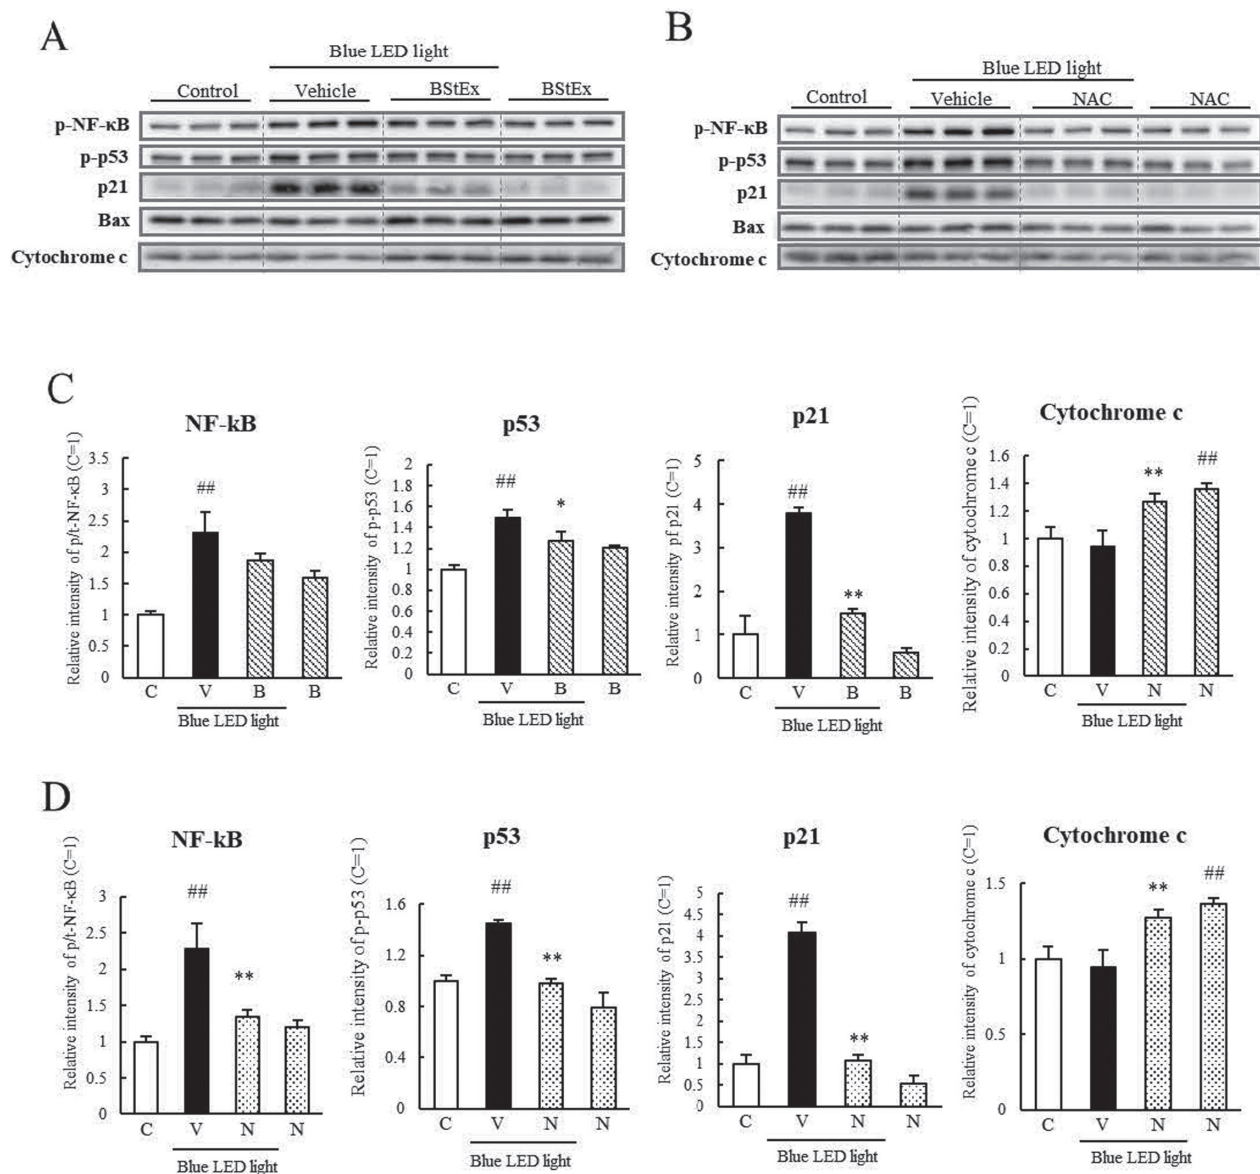 A
Blue LED light
Control Vehicle BStEx BStEx
p-NF-κB
p-p53
p21
Bax
Cytochrome c
B
Blue LED light
Control Vehicle NAC NAC
p-NF-κB
p-p53
p21
Bax
Cytochrome c
C
NF-kB
Relative intensity of p/t-NF-κB (C=1)
3.5
3
2.5
2
1.5
1
0.5
0
##
C V B B
Blue LED light
p53
Relative intensity of p-p53 (C=1)
2
1.8
1.6
1.4
1.2
1
0.8
0.6
0.4
0.2
0
##
*
C V B B
Blue LED light
p21
Relative intensity pf p21 (C=1)
5
4
3
2
1
0
##
**
C V B B
Blue LED light
Cytochrome c
Relative intensity of cytochrome c (C=1)
1.6
1.4
1.2
1
0.8
0.6
0.4
0.2
0
**
##
C V N N
Blue LED light
D
NF-kB
Relative intensity of p/t-NF-κB (C=1)
3
2.5
2
1.5
1
0.5
0
##
**
C V N N
Blue LED light
p53
Relative intensity of p-p53 (C=1)
1.6
1.2
0.8
0.4
0
##
**
C V N N
Blue LED light
p21
Relative intensity of p21 (C=1)
5
4.5
4
3.5
3
2.5
2
1.5
1
0.5
0
##
**
C V N N
Blue LED light
Cytochrome c
Relative intensity of cytochrome c (C=1)
1.5
1
0.5
0
**
##
C V N N
Blue LED light